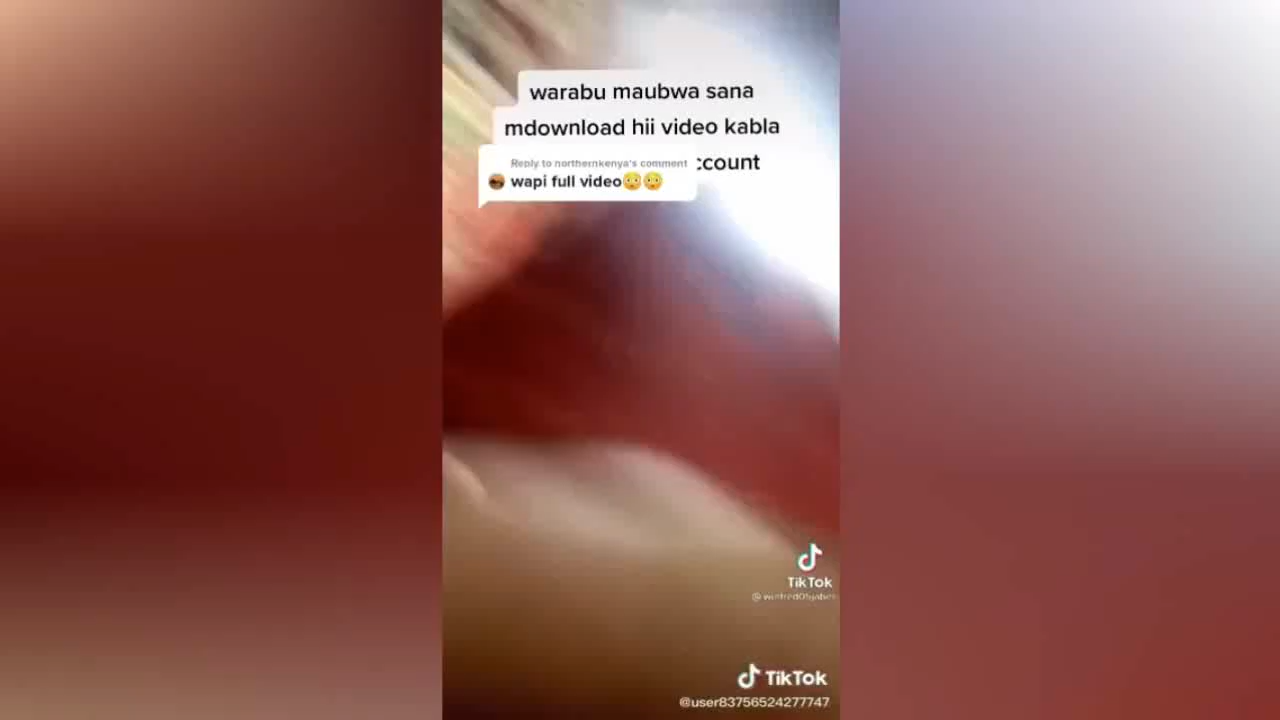 warabu maubwa sana
mdownload hii video kabla
ccount
Reply to northernkenya's comment
wapi full video😳😳
TikTok
TikTok
@user83756524277747